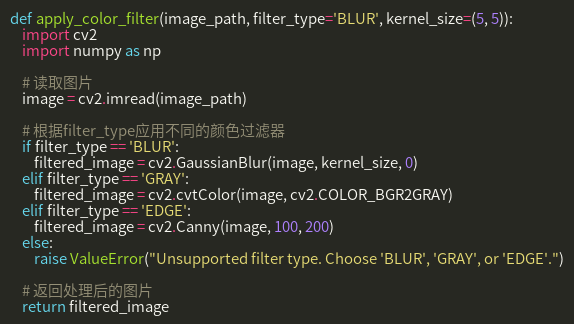 def apply_color_filter(image_path, filter_type='BLUR', kernel_size=(5, 5)):
    import cv2
    import numpy as np

    # 读取图片
    image = cv2.imread(image_path)

    # 根据filter_type应用不同的颜色过滤器
    if filter_type == 'BLUR':
        filtered_image = cv2.GaussianBlur(image, kernel_size, 0)
    elif filter_type == 'GRAY':
        filtered_image = cv2.cvtColor(image, cv2.COLOR_BGR2GRAY)
    elif filter_type == 'EDGE':
        filtered_image = cv2.Canny(image, 100, 200)
    else:
        raise ValueError("Unsupported filter type. Choose 'BLUR', 'GRAY', or 'EDGE'.")

    # 返回处理后的图片
    return filtered_image